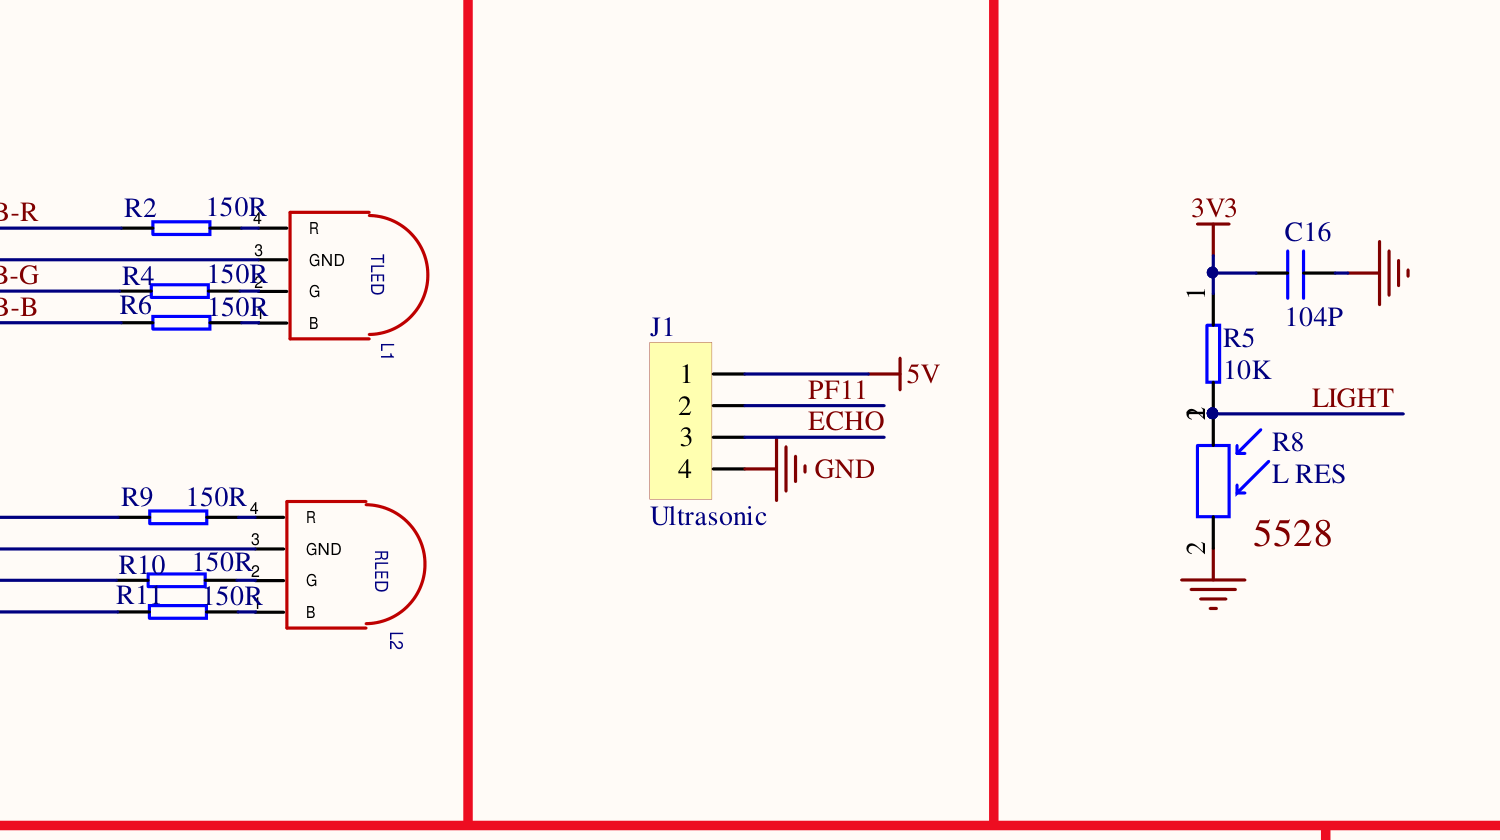 B-R
R2
150R
4
R
3
GND
B-G
R4
150R
2
G
B-B
R6
150R
1
B
TLED
L1
R9
150R
4
R
3
GND
R10
150R
2
G
R11
150R
1
B
RLED
L2
J1
1
5V
2
PF11
3
ECHO
4
GND
Ultrasonic
3V3
C16
104P
1
R5
10K
2
LIGHT
R8
L RES
5528
2